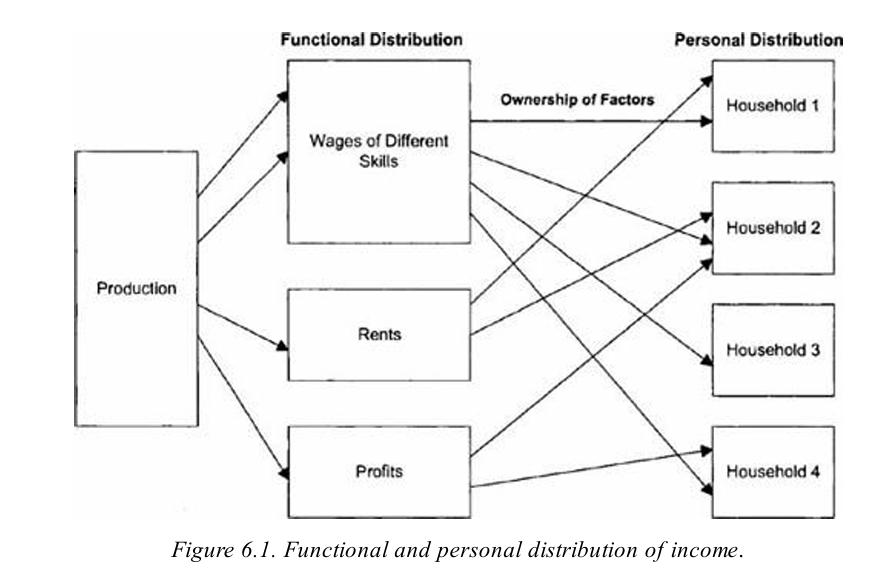 Functional Distribution
Personal Distribution
Production
Wages of Different
Skills
Rents
Profits
Ownership of Factors
Household 1
Household 2
Household 3
Household 4
Figure 6.1. Functional and personal distribution of income.